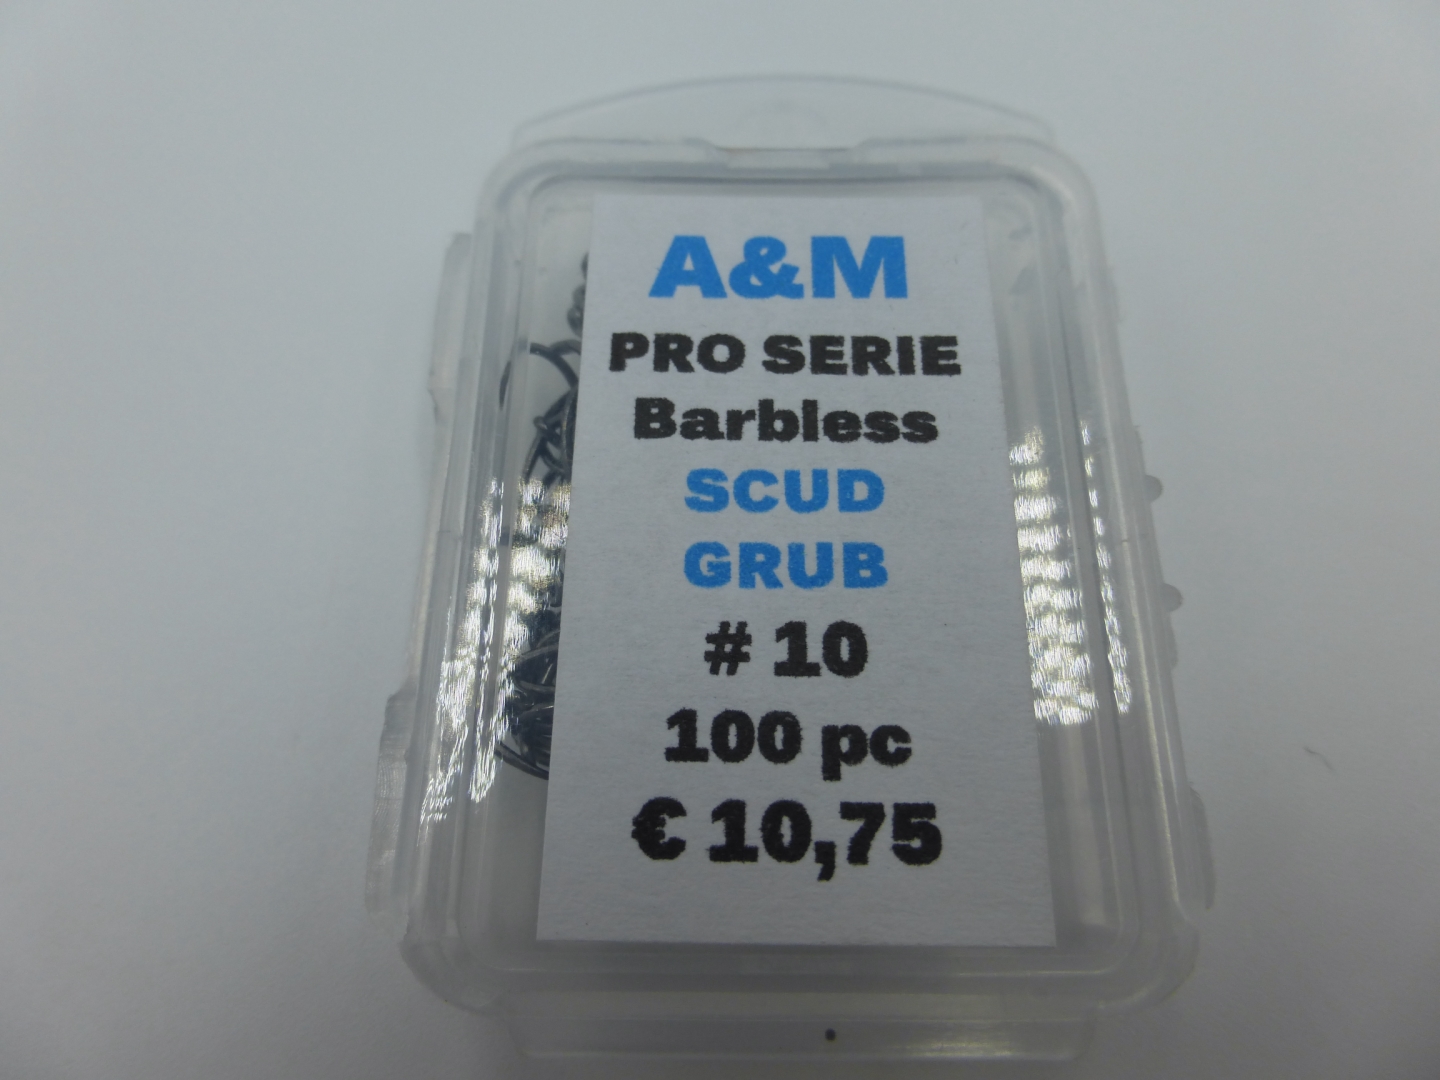 A&M
PRO SERIE
Barbless
SCUD
GRUB
# 10
100 pc
€ 10,75